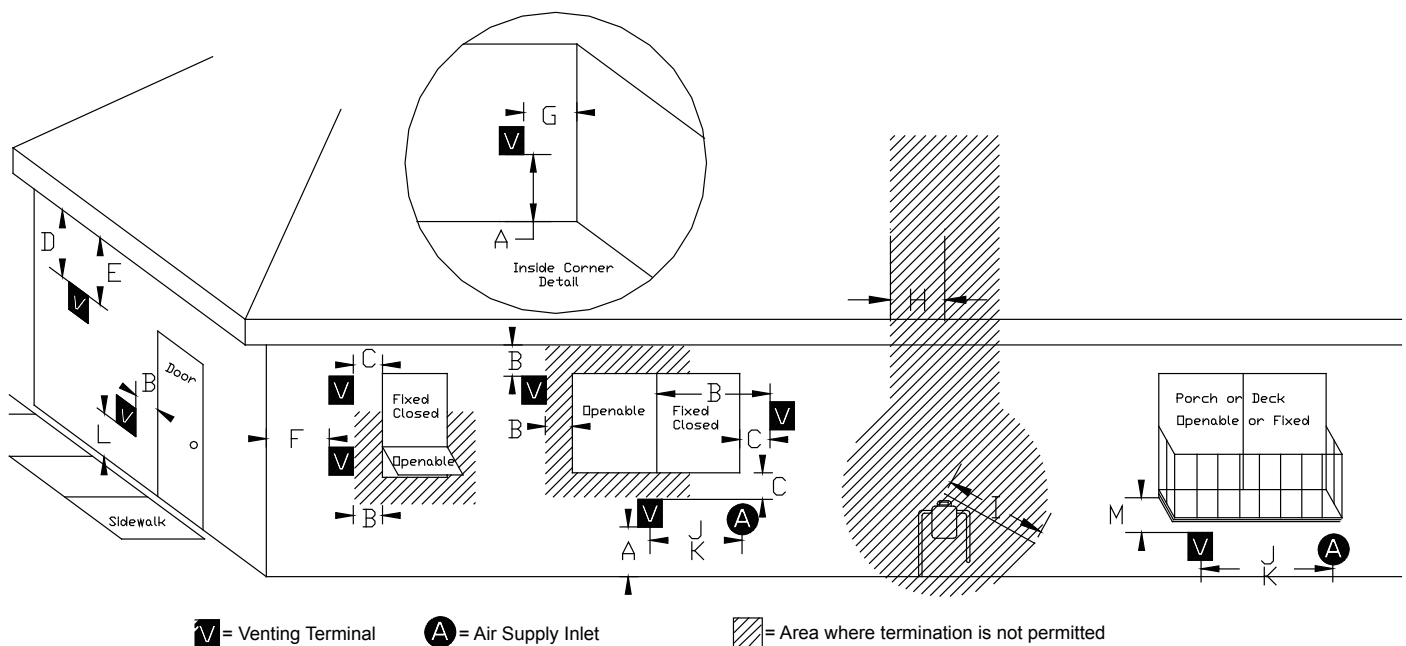 G
V
A
Inside Corner
Detail
D
E
V
H
C
B
V
V
B
Door
B
V
L
Fixed
Closed
Openable
Fixed
Closed
V
B
C
Porch or Deck
Openable or Fixed
F
V
Openable
C
I
M
Sidewalk
B
V
A
A
J
K
V
A
J
K
V = Venting Terminal
A = Air Supply Inlet
= Area where termination is not permitted